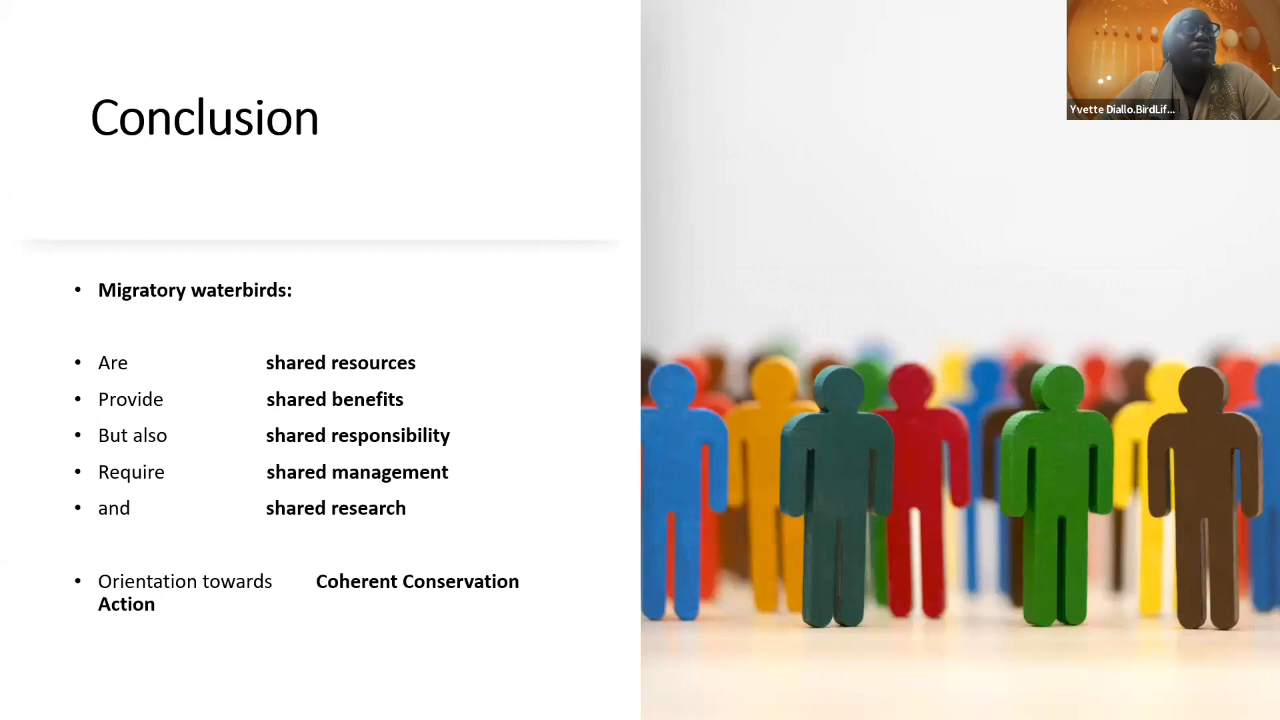 Conclusion
• Migratory waterbirds:
• Are shared resources
• Provide shared benefits
• But also shared responsibility
• Require shared management
• and shared research
• Orientation towards Coherent Conservation
Action
Yvette Diallo.BirdLif...